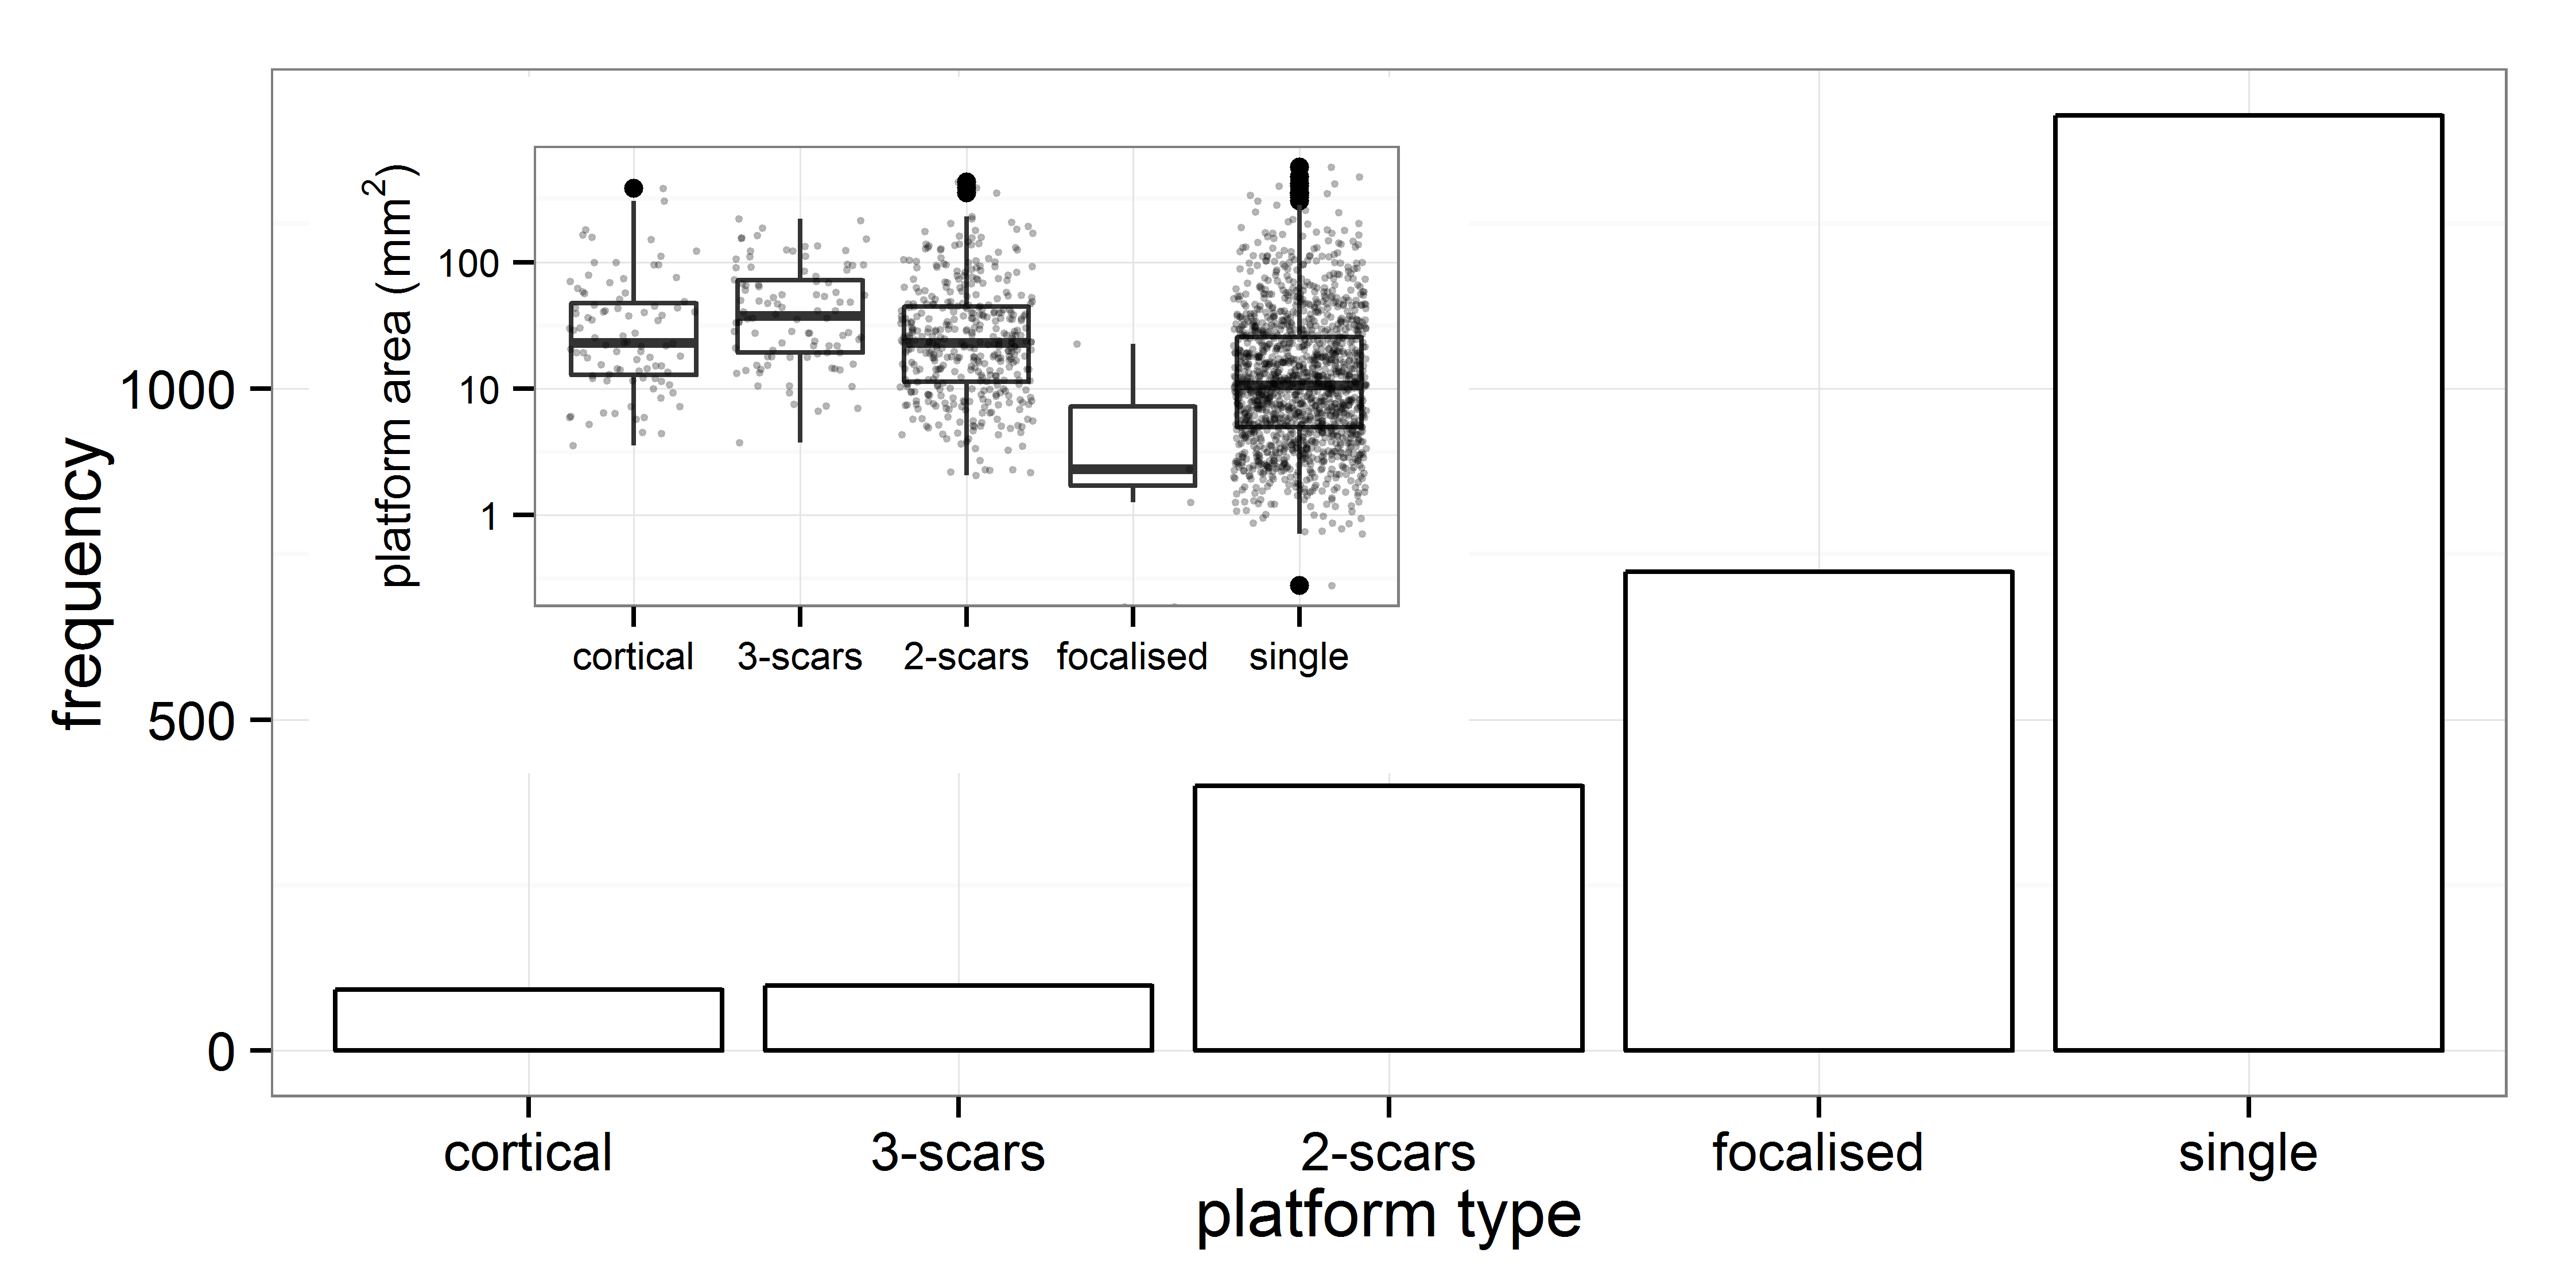 frequency
1000
500
0
platform area (mm²)
100
10
1
cortical 3-scars 2-scars focalised single
cortical 3-scars 2-scars focalised single
platform type